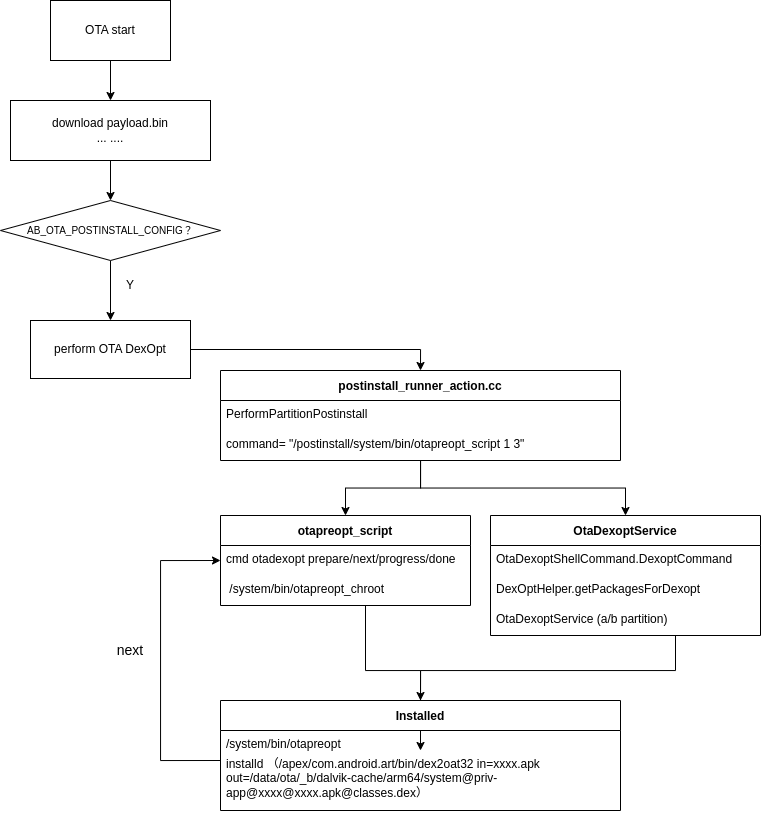 OTA start
download payload.bin
... ....
AB_OTA_POSTINSTALL_CONFIG？
Y
perform OTA DexOpt
postinstall_runner_action.cc
PerformPartitionPostinstall
command= "/postinstall/system/bin/otapreopt_script 1 3"
otapreopt_script
cmd otadexopt prepare/next/progress/done
/system/bin/otapreopt_chroot
OtaDexoptService
OtaDexoptShellCommand.DexoptCommand
DexOptHelper.getPackagesForDexopt
OtaDexoptService (a/b partition)
next
Installed
/system/bin/otapreopt
installd （/apex/com.android.art/bin/dex2oat32 in=xxxx.apk
out=/data/ota/_b/dalvik-cache/arm64/system@priv-
app@xxxx@xxxx.apk@classes.dex）